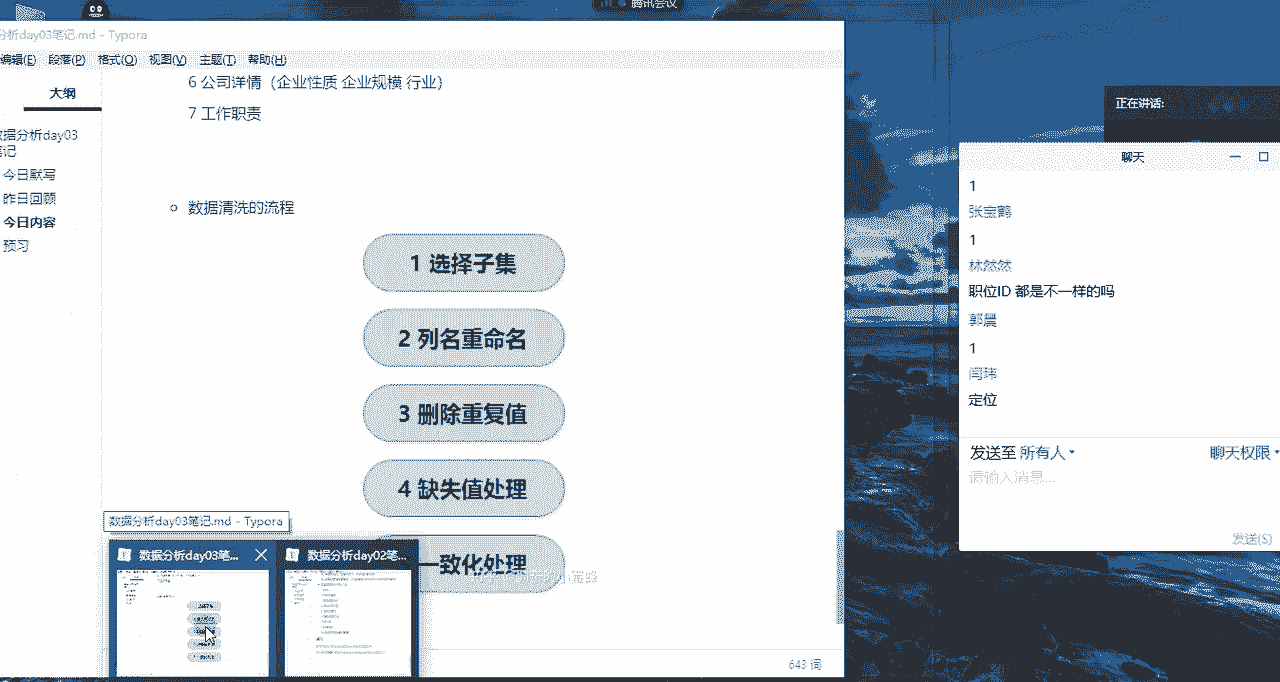 腾讯会议
分析day03笔记.md - Typora
编辑(E) 段落(P) 格式(O) 视图(V) 主题(T) 帮助(H)
大纲
数据分析day03
笔记
今日默写
昨日回顾
今日内容
预习
6 公司详情（企业性质 企业规模 行业）
7 工作职责
数据清洗的流程
1 选择子集
2 列名重命名
3 删除重复值
4 缺失值处理
一致化处理
643 词
数据分析day03笔记.md - Typora
数据分析day03笔...
数据分析day02笔...
正在讲话:
聊天
1
张宝鹤
1
林然然
职位ID 都是不一样的吗
郭晨
1
闫玮
定位
发送至 所有人
聊天权限
请输入消息...
发送(S)